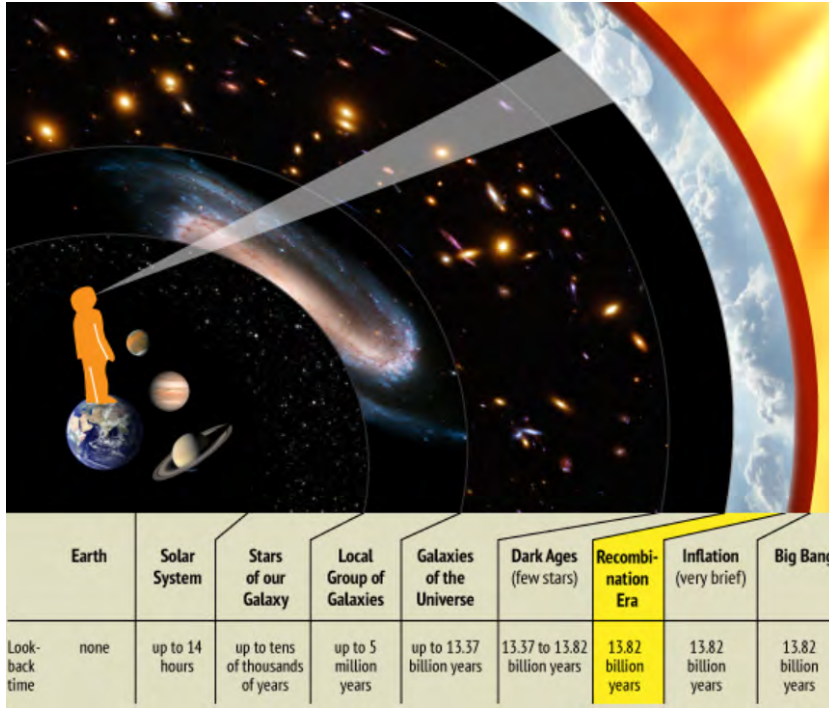 Earth
Solar
System
Stars
of our
Galaxy
Local
Group of
Galaxies
Galaxies
of the
Universe
Dark Ages
(few stars)
Recombi-
nation
Era
Inflation
(very brief)
Big Bang
Look-
back
time
none
up to 14
hours
up to tens
of thousands
of years
up to 5
million
years
up to 13.37
billion years
13.37 to 13.82
billion years
13.82
billion
years
13.82
billion
years
13.82
billion
years